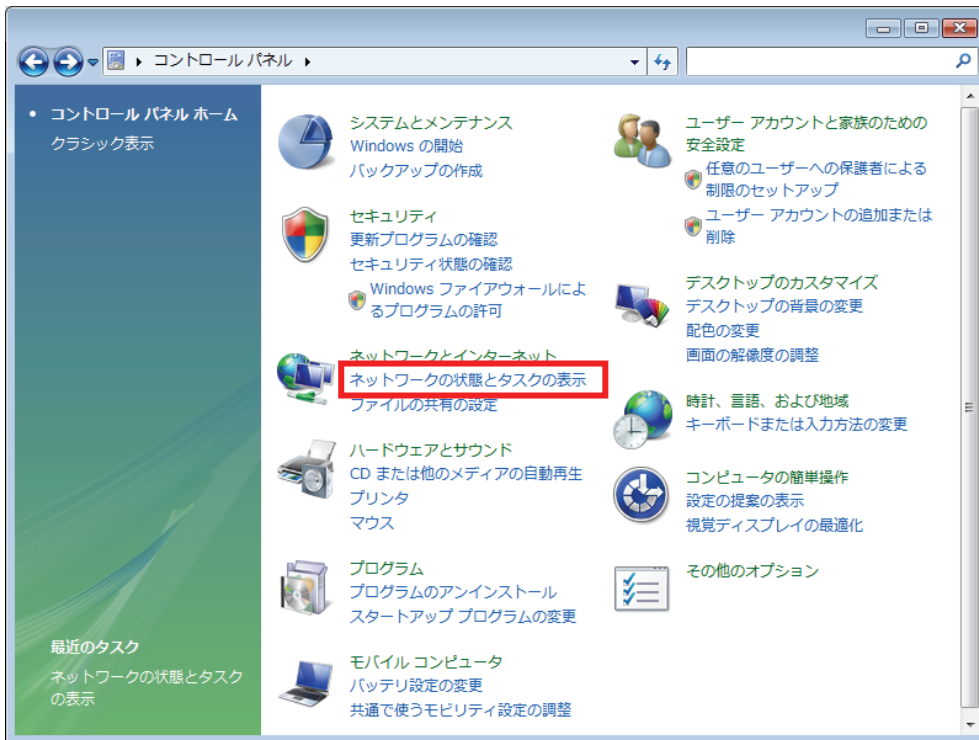 コントロール パネル
コントロール パネル ホーム
クラシック表示
システムとメンテナンス
Windows の開始
バックアップの作成
セキュリティ
更新プログラムの確認
セキュリティ状態の確認
Windows ファイアウォールによ
るプログラムの許可
ネットワークとインターネット
ネットワークの状態とタスクの表示
ファイルの共有の設定
ハードウェアとサウンド
CD または他のメディアの自動再生
プリンタ
マウス
プログラム
プログラムのアンインストール
スタートアップ プログラムの変更
モバイル コンピュータ
バッテリ設定の変更
共通で使うモビリティ設定の調整
ユーザー アカウントと家族のための
安全設定
任意のユーザーへの保護者による
制限のセットアップ
ユーザー アカウントの追加または
削除
デスクトップのカスタマイズ
デスクトップの背景の変更
配色の変更
画面の解像度の調整
時計、言語、および地域
キーボードまたは入力方法の変更
コンピュータの簡単操作
設定の提案の表示
視覚ディスプレイの最適化
その他のオプション
最近のタスク
ネットワークの状態とタスク
の表示